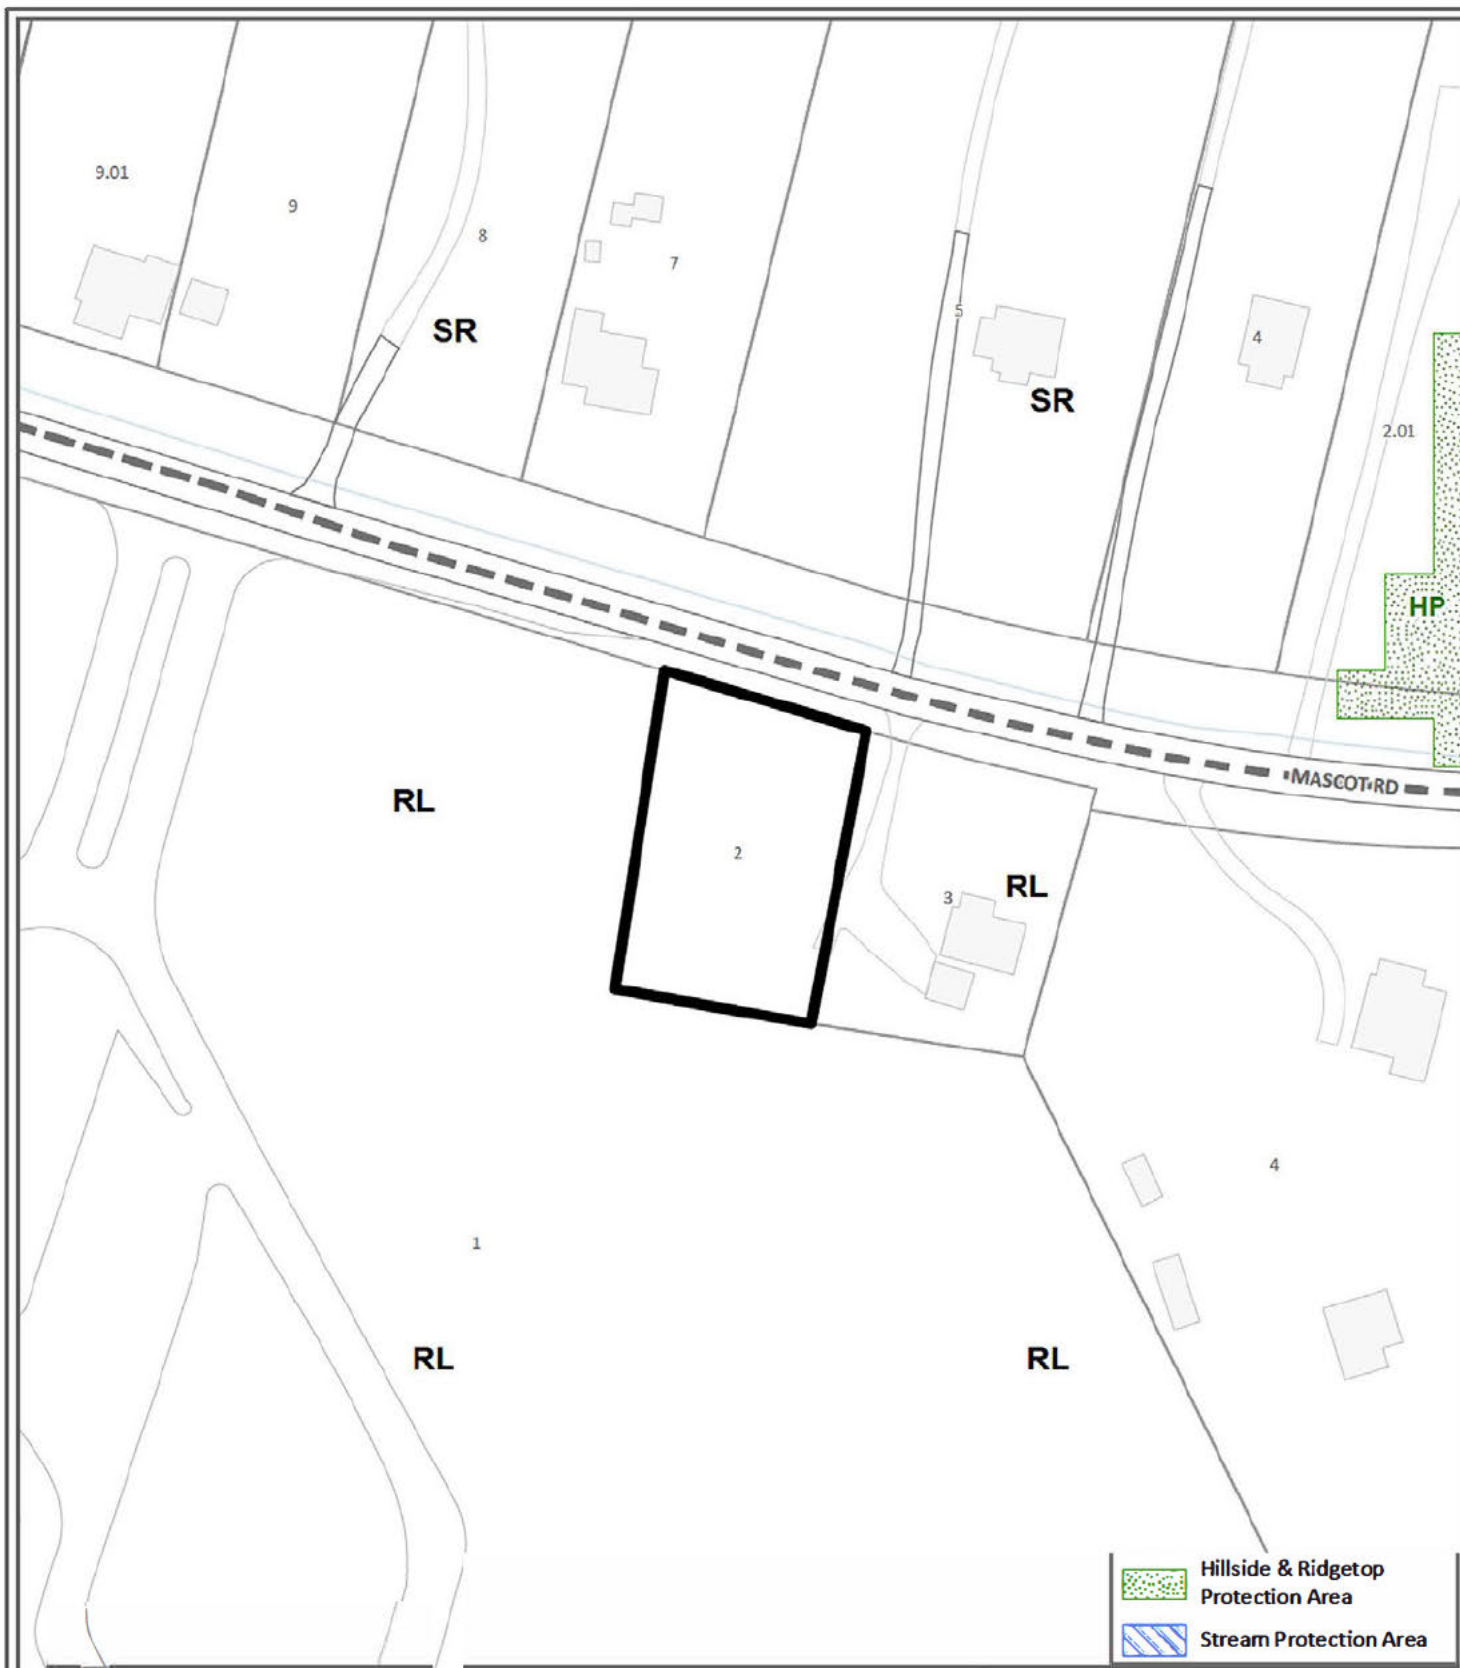 9.01
9
8
7
SR
5
4
SR
2.01
HP
MASCOT RD
RL
2
3
RL
4
1
RL
RL
Hillside & Ridgetop
Protection Area
Stream Protection Area